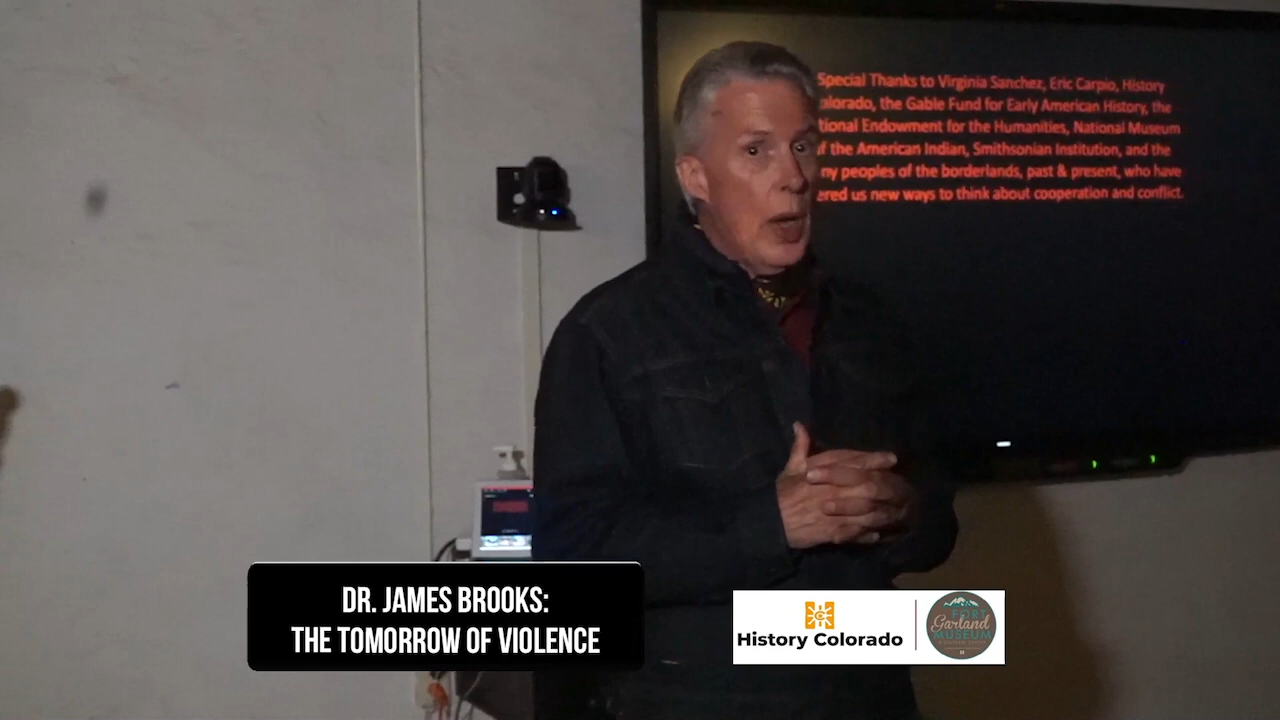 Special Thanks to Virginia Sanchez, Eric Carpio, History
olorado, the Gable Fund for Early American History, the
tional Endowment for the Humanities, National Museum
f the American Indian, Smithsonian Institution, and the
ny peoples of the borderlands, past & present, who have
ered us new ways to think about cooperation and conflict.
DR. JAMES BROOKS:
THE TOMORROW OF VIOLENCE
History Colorado
FORT
Garland
MUSEUM